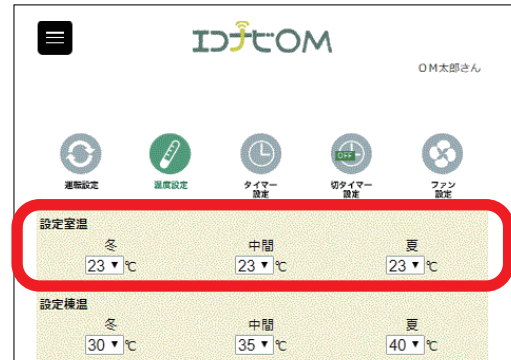 エコナビOM
OM太郎さん
運転設定 温度設定 タイマー設定 OFF 切タイマー設定 ファン設定
設定室温
冬 中間 夏
23▼℃ 23▼℃ 23▼℃
設定棟温
冬 中間 夏
30▼℃ 35▼℃ 40▼℃